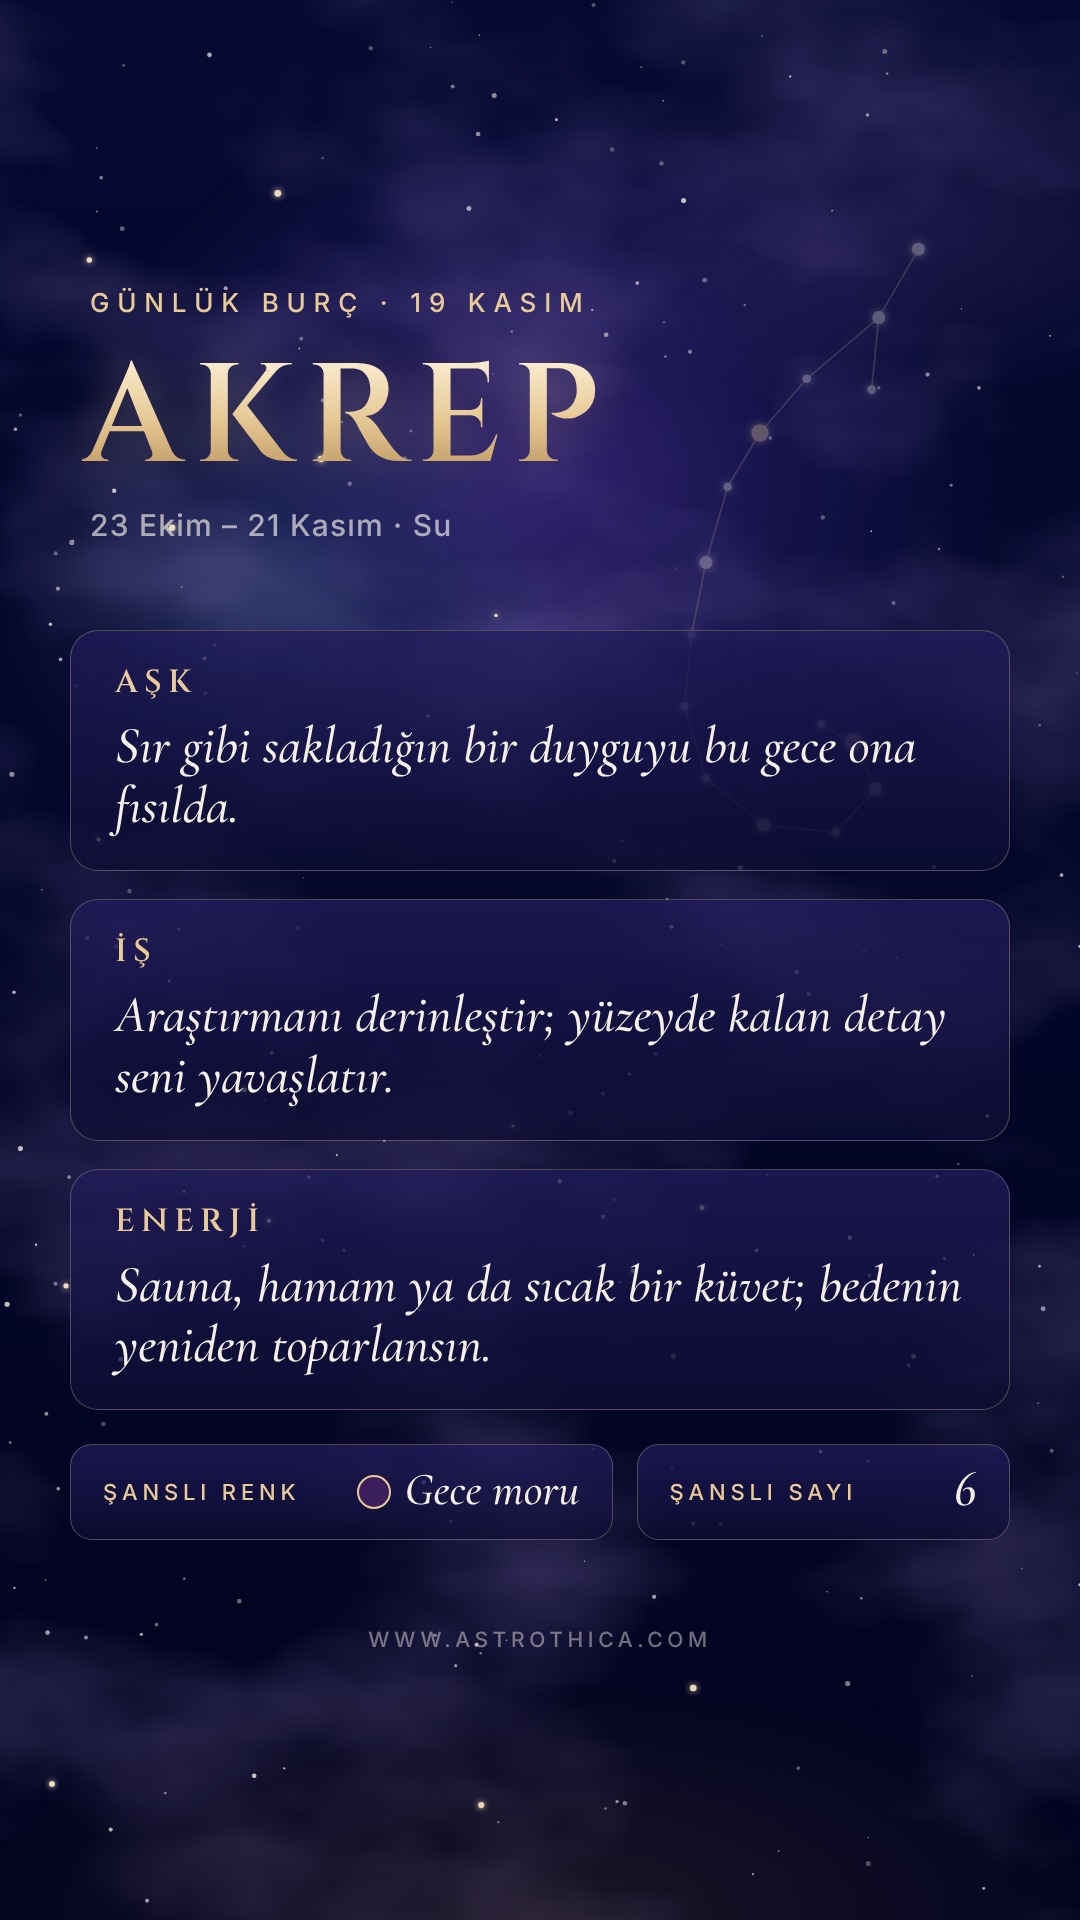 GÜNLÜK BURÇ · 19 KASIM
AKREP
23 Ekim – 21 Kasım · Su
AŞK
Sır gibi sakladığın bir duyguyu bu gece ona
fısılda.
İŞ
Araştırmanı derinleştir; yüzeyde kalan detay
seni yavaşlatır.
ENERJİ
Sauna, hamam ya da sıcak bir küvet; bedenin
yeniden toparlansın.
ŞANSLI RENK Gece moru
ŞANSLI SAYI 6
WWW.ASTROTHICA.COM